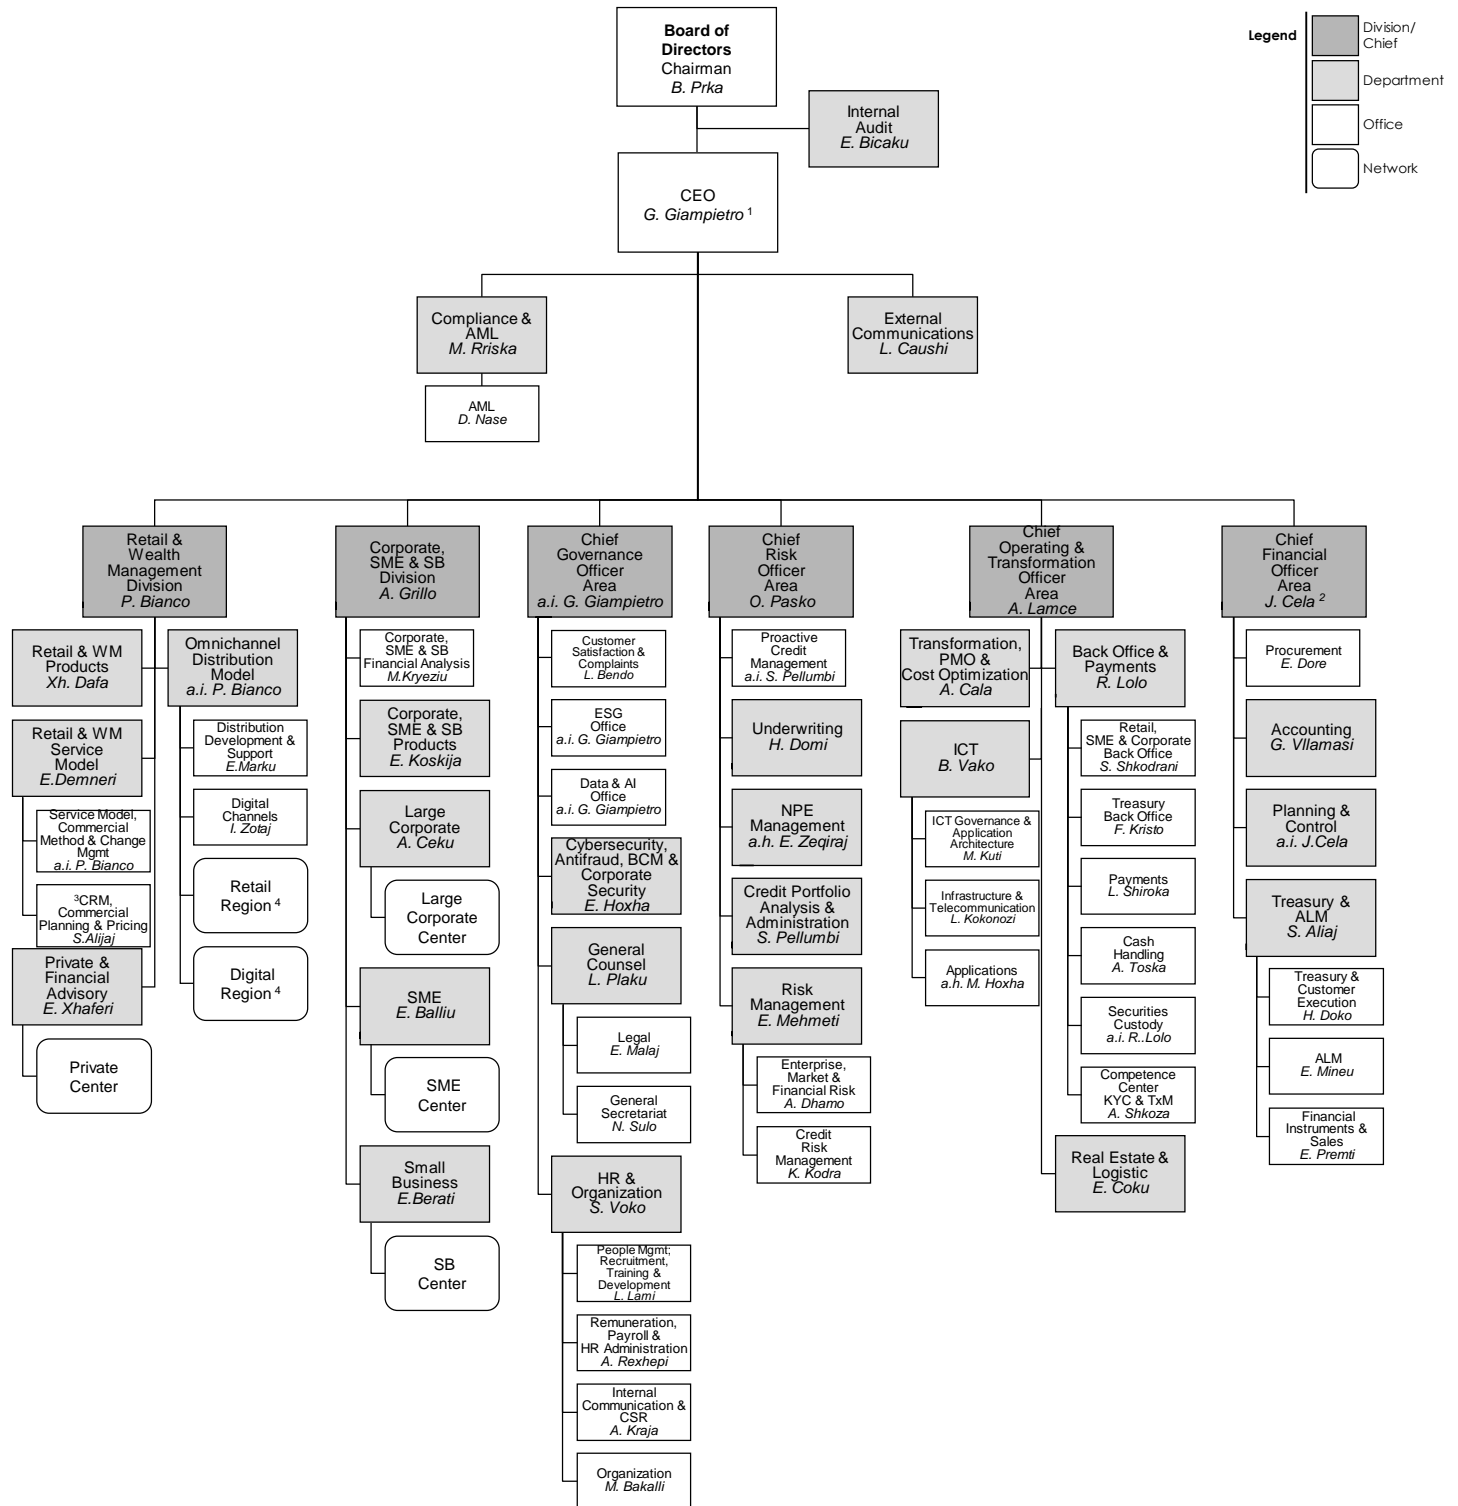 Board of
Directors
Chairman
B. Prka
Legend
Division/
Chief
Department
Office
Network
Internal
Audit
E. Bicaku
CEO
G. Giampietro 1
Compliance &
AML
M. Rriska
External
Communications
L. Caushi
AML
D. Nase
Retail &
Wealth
Management
Division
P. Bianco
Retail & WM
Products
Xh. Dafa
Omnichannel
Distribution
Model
a.i. P. Bianco
Retail & WM
Service
Model
E.Demneri
Service Model,
Commercial
Method & Change
Mgmt
a.i. P. Bianco
3CRM,
Commercial
Planning & Pricing
S.Alijaj
Private &
Financial
Advisory
E. Xhaferi
Private
Center
Distribution
Development &
Support
E.Marku
Digital
Channels
I. Zotaj
Retail
Region 4
Digital
Region 4
Corporate,
SME & SB
Division
A. Grillo
Corporate,
SME & SB
Financial Analysis
M.Kryeziu
Corporate,
SME & SB
Products
E. Koskija
Large
Corporate
A. Ceku
Large
Corporate
Center
SME
E. Balliu
SME
Center
Small
Business
E.Berati
SB
Center
Chief
Governance
Officer
Area
a.i. G. Giampietro
Customer
Satisfaction &
Complaints
L. Bendo
ESG
Office
a.i. G. Giampietro
Data & AI
Office
a.i. G. Giampietro
Cybersecurity,
Antifraud, BCM &
Corporate
Security
E. Hoxha
General
Counsel
L. Plaku
Legal
E. Malaj
General
Secretariat
N. Sulo
HR &
Organization
S. Voko
People Mgmt;
Recruitment,
Training &
Development
L. Lami
Remuneration,
Payroll &
HR Administration
A. Rexhepi
Internal
Communication &
CSR
A. Kraja
Organization
M. Bakalli
Chief
Risk
Officer
Area
O. Pasko
Proactive
Credit
Management
a.i. S. Pellumbi
Underwriting
H. Domi
NPE
Management
a.h. E. Zeqiraj
Credit Portfolio
Analysis &
Administration
S. Pellumbi
Risk
Management
E. Mehmeti
Enterprise,
Market &
Financial Risk
A. Dhamo
Credit
Risk
Management
K. Kodra
Chief
Operating &
Transformation
Officer
Area
A. Lamce
Transformation,
PMO &
Cost Optimization
A. Cala
ICT
B. Vako
ICT Governance &
Application
Architecture
M. Kuti
Infrastructure &
Telecommunication
L. Kokonozi
Applications
a.h. M. Hoxha
Back Office &
Payments
R. Lolo
Retail,
SME & Corporate
Back Office
S. Shkodrani
Treasury
Back Office
F. Kristo
Payments
L. Shiroka
Cash
Handling
A. Toska
Securities
Custody
a.i. R..Lolo
Competence
Center
KYC & TxM
A. Shkoza
Real Estate &
Logistic
E. Coku
Chief
Financial
Officer
Area
J. Cela 2
Procurement
E. Dore
Accounting
G. Vllamasi
Planning &
Control
a.i. J.Cela
Treasury &
ALM
S. Aliaj
Treasury &
Customer
Execution
H. Doko
ALM
E. Mineu
Financial
Instruments &
Sales
E. Premti